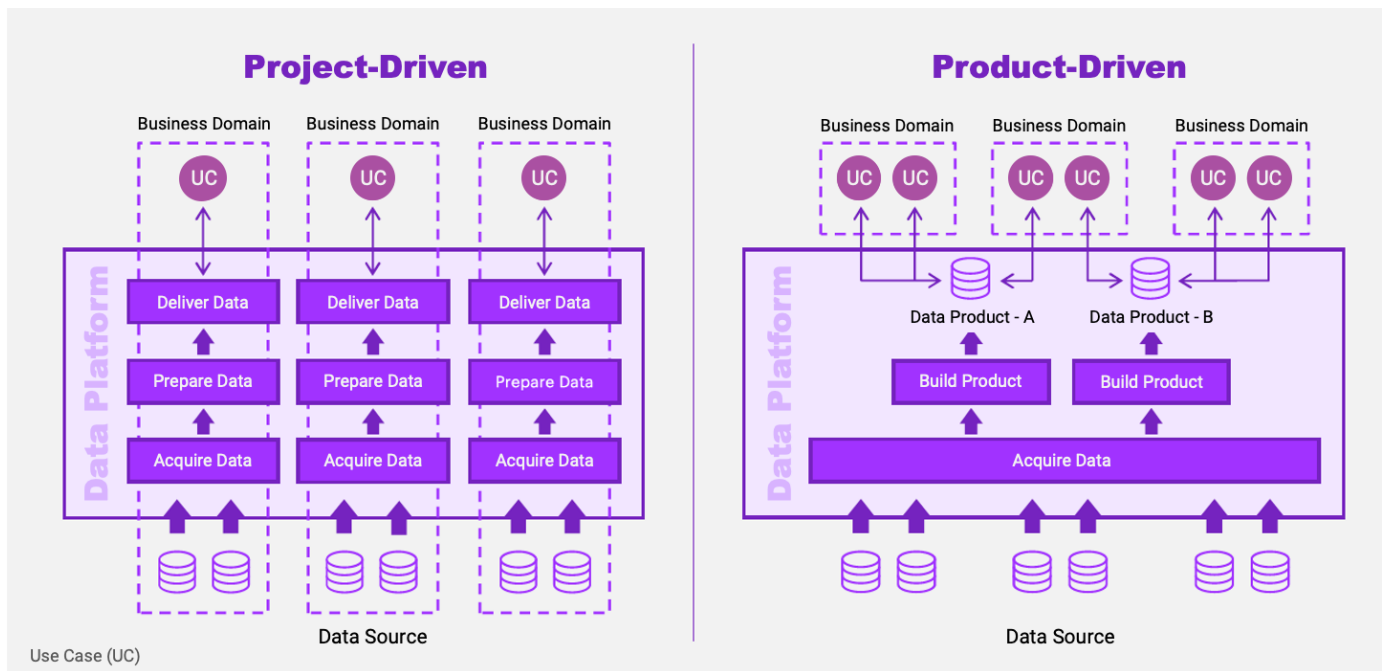 Project-Driven
Business Domain
Business Domain
Business Domain
UC
UC
UC
Data Platform
Deliver Data
Deliver Data
Deliver Data
Prepare Data
Prepare Data
Prepare Data
Acquire Data
Acquire Data
Acquire Data
Data Source
Use Case (UC)
Product-Driven
Business Domain
Business Domain
Business Domain
UC
UC
UC
UC
UC
UC
Data Platform
Data Product - A
Data Product - B
Build Product
Build Product
Acquire Data
Data Source